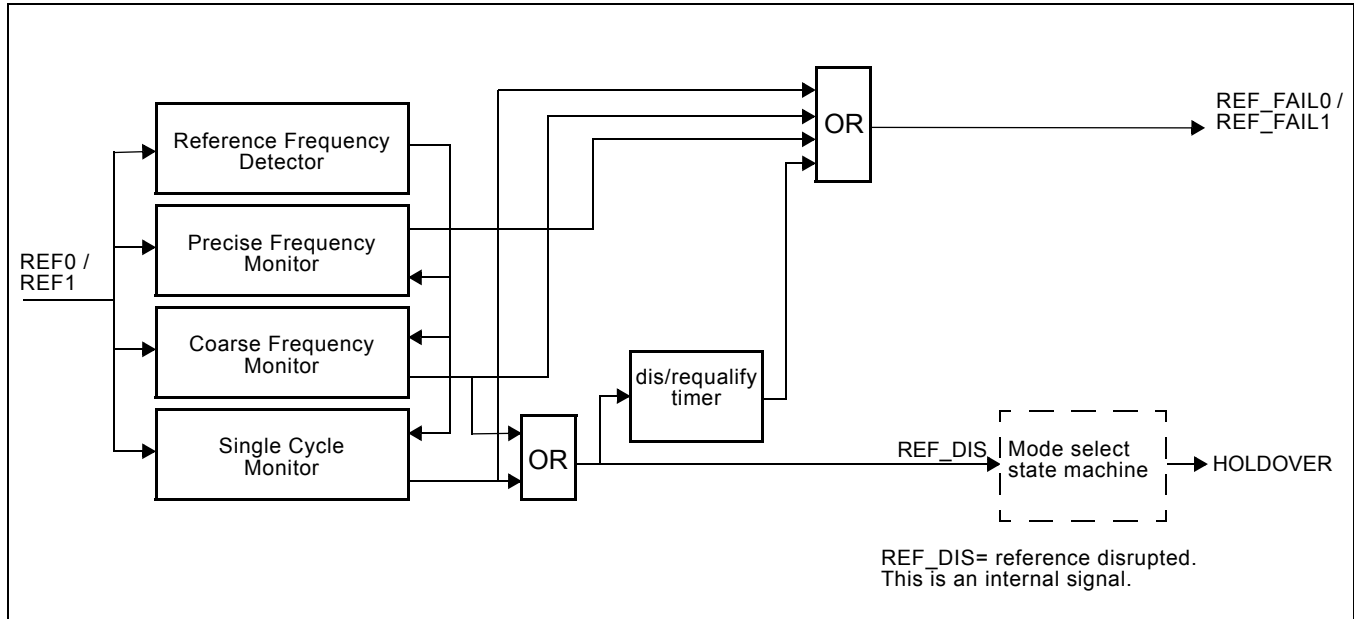 Reference Frequency
Detector
Precise Frequency
Monitor
REF0 /
REF1
Coarse Frequency
Monitor
Single Cycle
Monitor
OR
dis/requalify
timer
OR
REF_FAIL0 /
REF_FAIL1
REF_DIS
Mode select
state machine
HOLDOVER
REF_DIS= reference disrupted.
This is an internal signal.